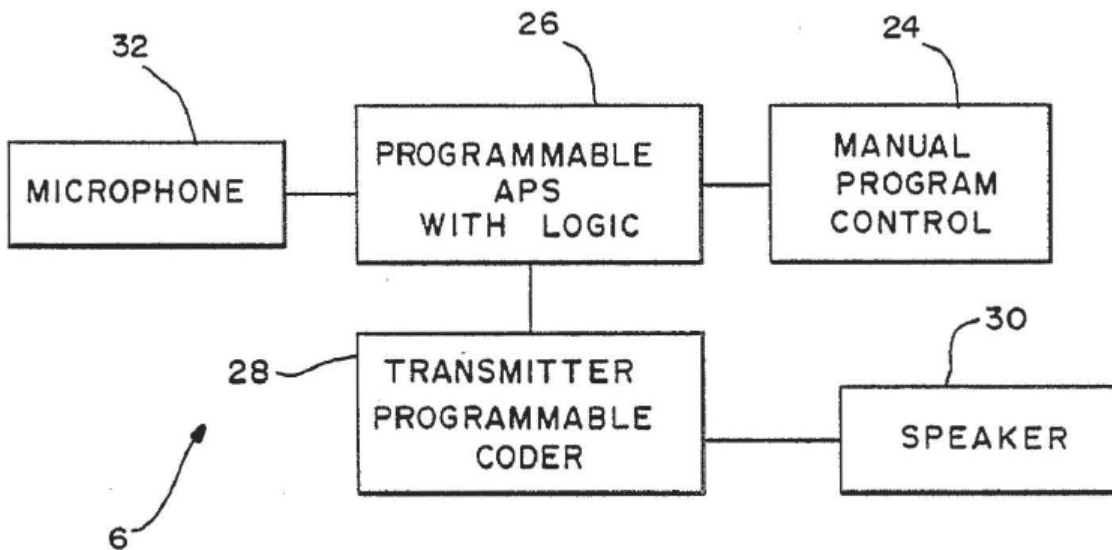 32
26
24
MICROPHONE
PROGRAMMABLE
APS
WITH LOGIC
MANUAL
PROGRAM
CONTROL
28
TRANSMITTER
PROGRAMMABLE
CODER
30
SPEAKER
6